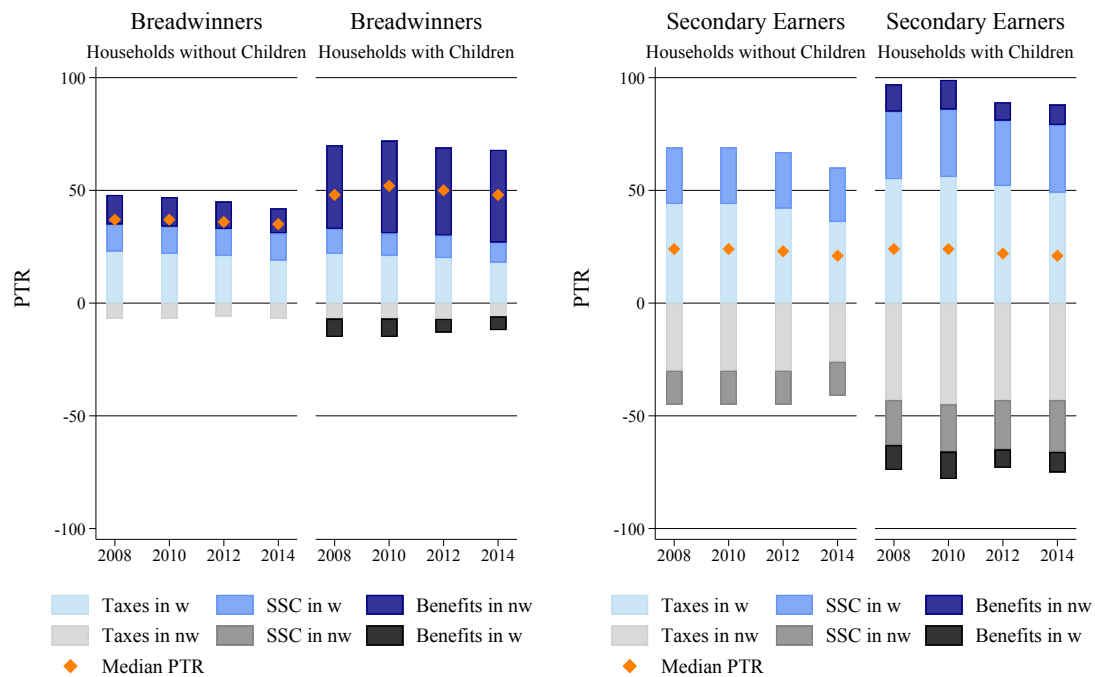 Breadwinners
Households without Children
Breadwinners
Households with Children
PTR
100
50
0
-50
-100
2008 2010 2012 2014
2008 2010 2012 2014
Taxes in w
SSC in w
Benefits in nw
Taxes in nw
SSC in nw
Benefits in w
Median PTR
Secondary Earners
Households without Children
Secondary Earners
Households with Children
PTR
100
50
0
-50
-100
2008 2010 2012 2014
2008 2010 2012 2014
Taxes in w
SSC in w
Benefits in nw
Taxes in nw
SSC in nw
Benefits in w
Median PTR